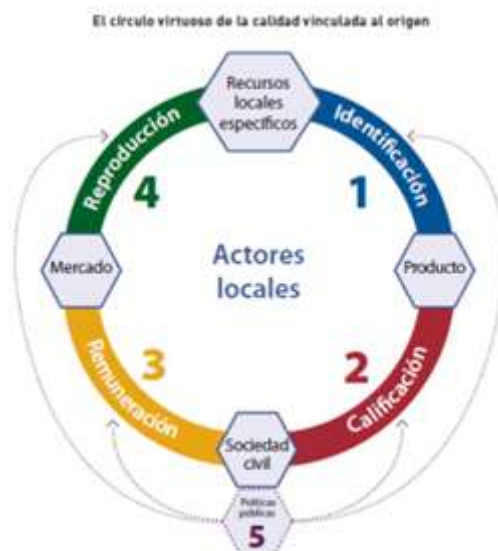 El círculo virtuoso de la calidad vinculada al origen
Recursos
locales
específicos
Identificación
1
Producto
Calificación
2
Sociedad
civil
Remuneración
3
Mercado
Reproducción
4
Actores
locales
Políticas
públicas
5